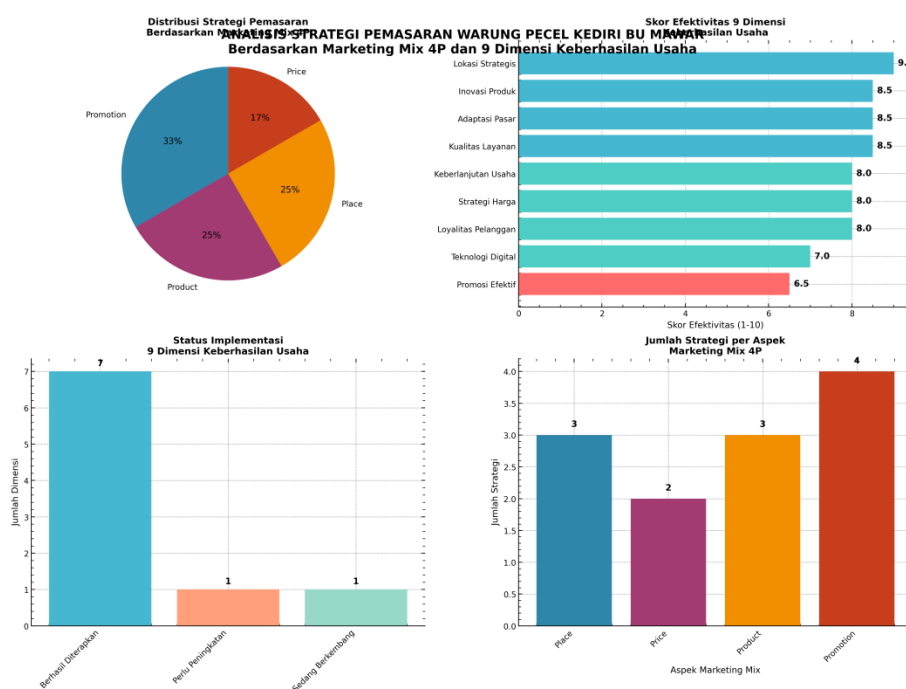 ANALISIS STRATEGI PEMASARAN WARUNG PECEL KEDIRI BU MAWAR
Berdasarkan Marketing Mix 4P dan 9 Dimensi Keberhasilan Usaha
Distribusi Strategi Pemasaran
Berdasarkan Marketing Mix 4P
Price
17%
Promotion
33%
25%
Place
25%
Product
Skor Efektivitas 9 Dimensi
Keberhasilan Usaha
Lokasi Strategis
9.
Inovasi Produk
8.5
Adaptasi Pasar
8.5
Kualitas Layanan
8.5
Keberlanjutan Usaha
8.0
Strategi Harga
8.0
Loyalitas Pelanggan
8.0
Teknologi Digital
7.0
Promosi Efektif
6.5
0 2 4 6 8
Skor Efektivitas (1-10)
Status Implementasi
9 Dimensi Keberhasilan Usaha
Jumlah Dimensi
7
6
5
4
3
2
1
0
7
1
1
Berhasil Diterapkan
Perlu Peningkatan
Sedang Berkembang
Jumlah Strategi per Aspek
Marketing Mix 4P
Jumlah Strategi
4.0
3.5
3.0
2.5
2.0
1.5
1.0
0.5
0.0
3
2
3
4
Place
Price
Product
Promotion
Aspek Marketing Mix